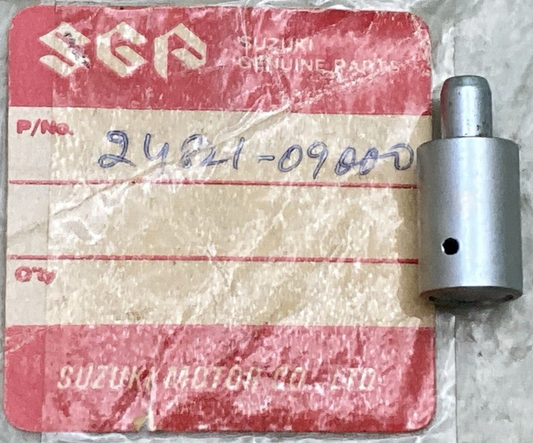 SGP SUZUKI
GENUINE PARTS
P/No. 24821-09000
Q'ty
SUZUKI MOTOR CO., LTD.